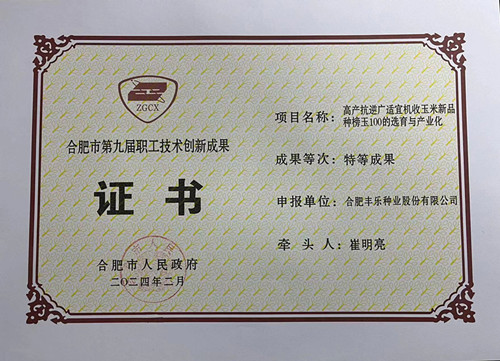 ZGCX
合肥市第九届职工技术创新成果
证书
合肥市人民政府
二〇二四年二月
项目名称：高产抗逆广适宜机收玉米新品
种榜玉100的选育与产业化
成果等次：特等成果
申报单位：合肥丰乐种业股份有限公司
牵头人：崔明亮